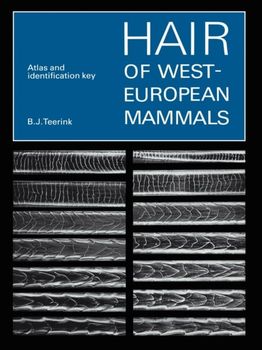 HAIR
OF WEST-
EUROPEAN
MAMMALS
Atlas and
identification key
B.J.Teerink